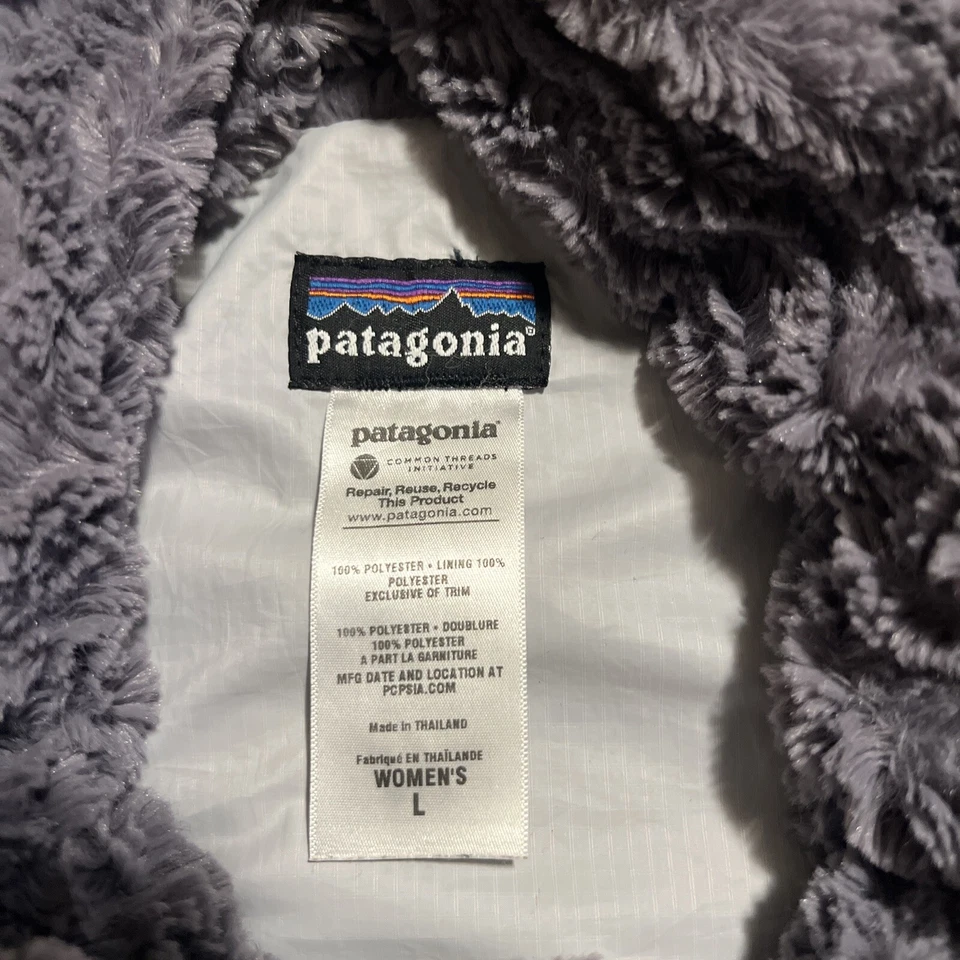 patagonia®
patagonia®
COMMON THREADS
INITIATIVE
Repair, Reuse, Recycle
This Product
www.patagonia.com
100% POLYESTER • LINING 100%
POLYESTER
EXCLUSIVE OF TRIM
100% POLYESTER • DOUBLURE
100% POLYESTER
À PART LA GARNITURE
MFG DATE AND LOCATION AT
PCPSIA.COM
Made in THAILAND
Fabriqué EN THAÏLANDE
WOMEN'S
L